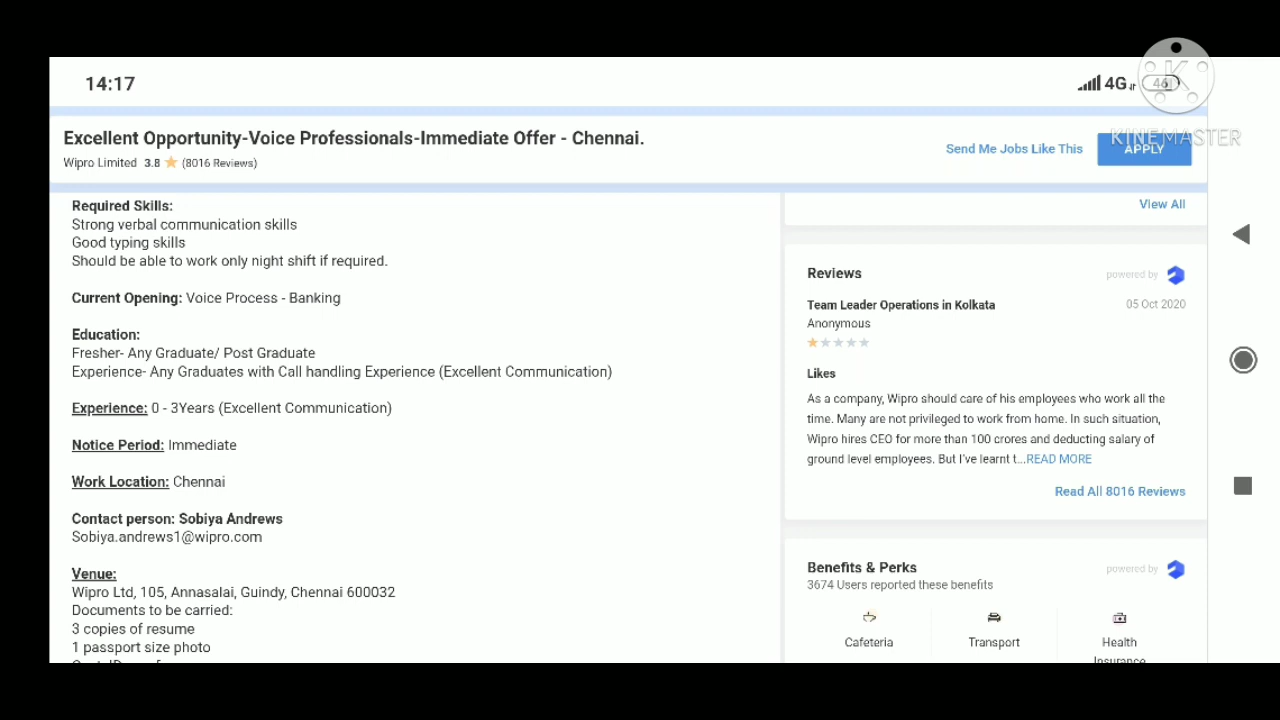 14:17
4G
46
KINEMASTER
Excellent Opportunity-Voice Professionals-Immediate Offer - Chennai.
Wipro Limited 3.8 (8016 Reviews)
Send Me Jobs Like This
APPLY
Required Skills:
Strong verbal communication skills
Good typing skills
Should be able to work only night shift if required.
Current Opening: Voice Process - Banking
Education:
Fresher- Any Graduate/ Post Graduate
Experience- Any Graduates with Call handling Experience (Excellent Communication)
Experience: 0 - 3Years (Excellent Communication)
Notice Period: Immediate
Work Location: Chennai
Contact person: Sobiya Andrews
Sobiya.andrews1@wipro.com
Venue:
Wipro Ltd, 105, Annasalai, Guindy, Chennai 600032
Documents to be carried:
3 copies of resume
1 passport size photo
View All
Reviews
powered by
Team Leader Operations in Kolkata
05 Oct 2020
Anonymous
Likes
As a company, Wipro should care of his employees who work all the
time. Many are not privileged to work from home. In such situation,
Wipro hires CEO for more than 100 crores and deducting salary of
ground level employees. But I've learnt t...READ MORE
Read All 8016 Reviews
Benefits & Perks
powered by
3674 Users reported these benefits
Cafeteria
Transport
Health
Insurance